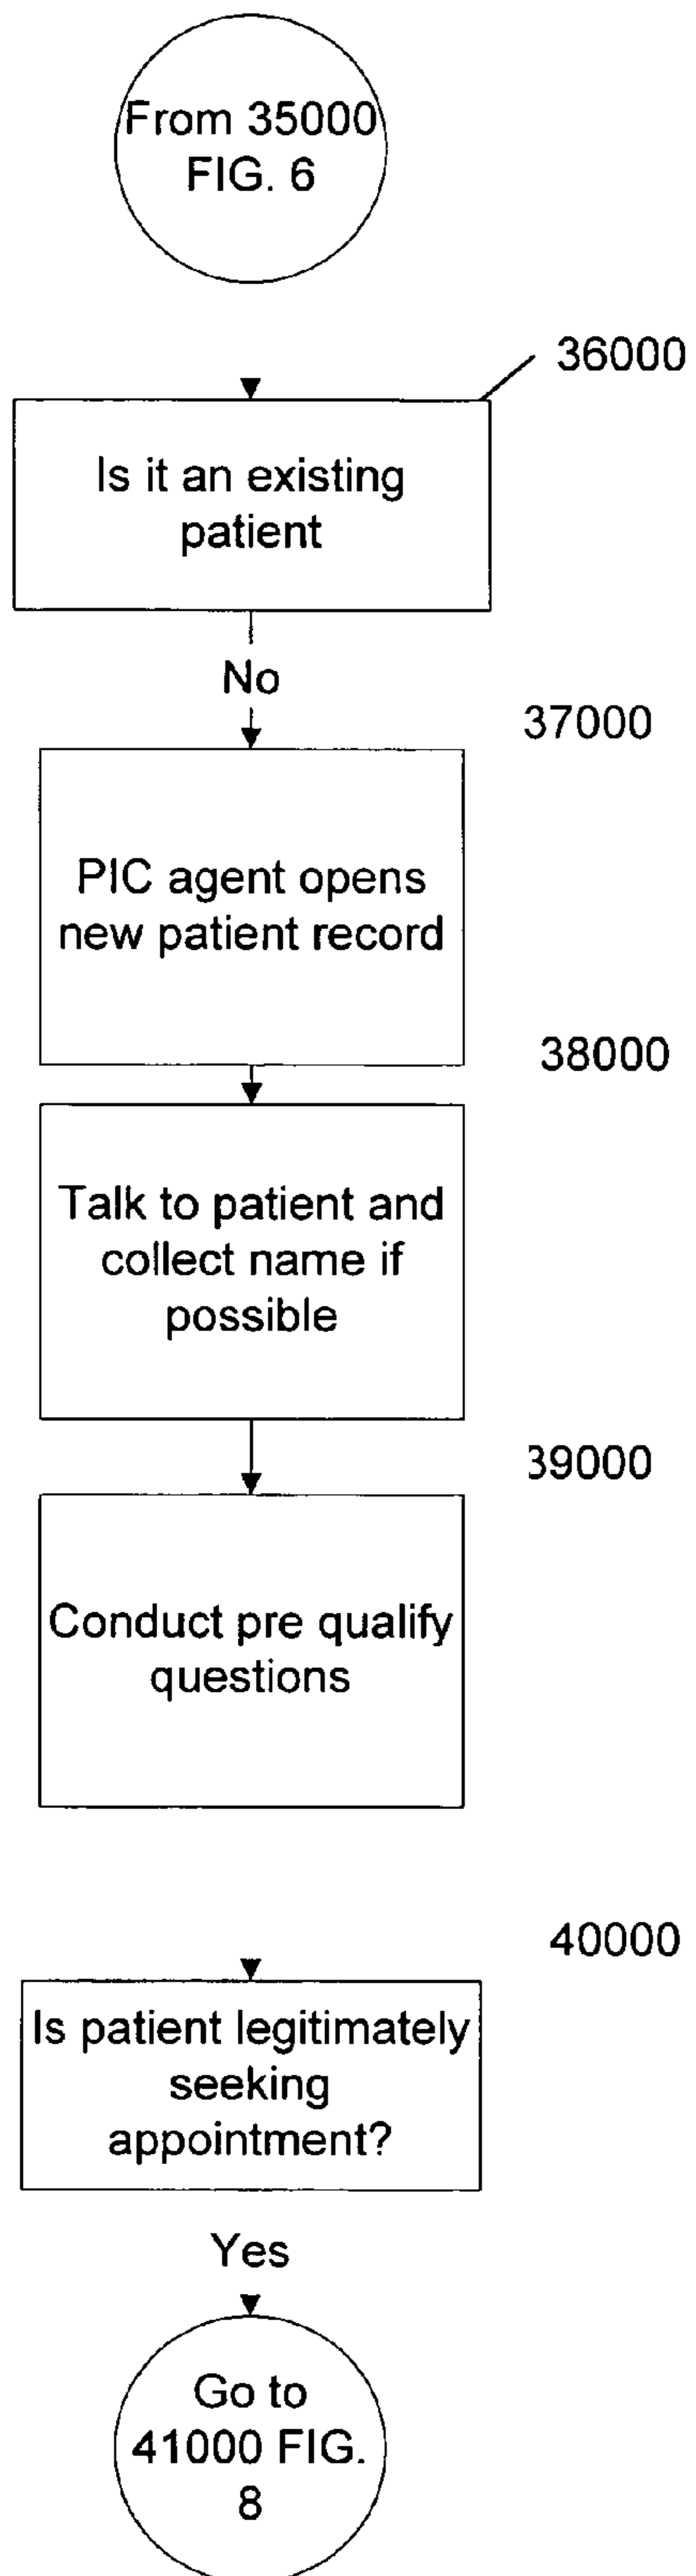 From 35000
FIG. 6
36000
Is it an existing
patient
No
37000
PIC agent opens
new patient record
38000
Talk to patient and
collect name if
possible
39000
Conduct pre qualify
questions
40000
Is patient legitimately
seeking
appointment?
Yes
Go to
41000 FIG.
8